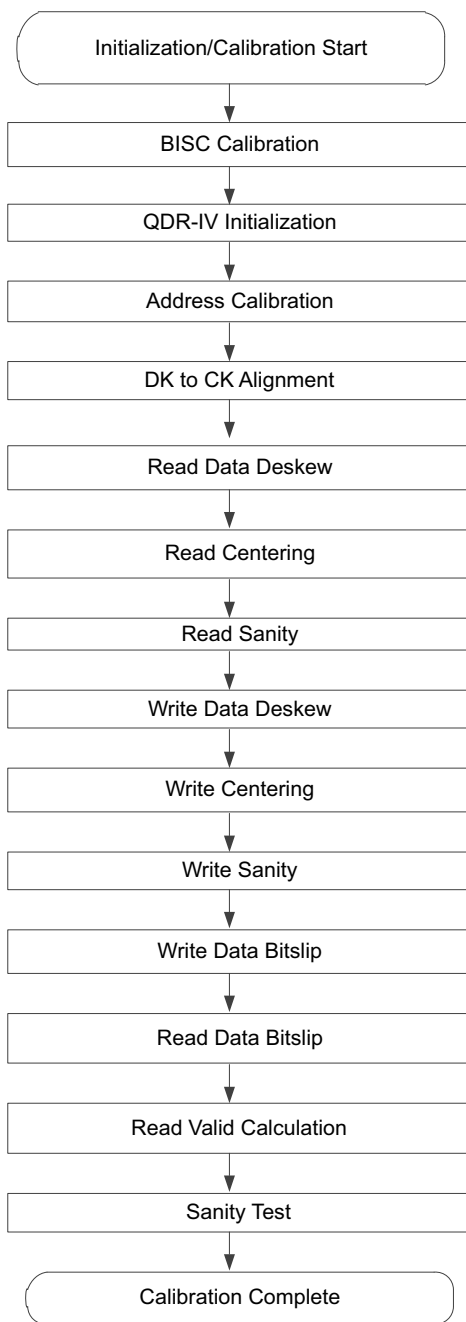 Initialization/Calibration Start
BISC Calibration
QDR-IV Initialization
Address Calibration
DK to CK Alignment
Read Data Deskew
Read Centering
Read Sanity
Write Data Deskew
Write Centering
Write Sanity
Write Data Bitslip
Read Data Bitslip
Read Valid Calculation
Sanity Test
Calibration Complete